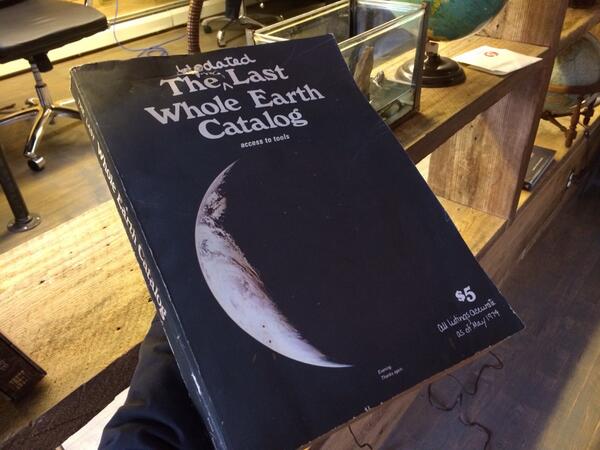 Updated
The ^ Last
Whole Earth
Catalog
access to tools
$5
All listings accurate
as of May 1974
Evening
Thanks again
Whole Earth Catalog